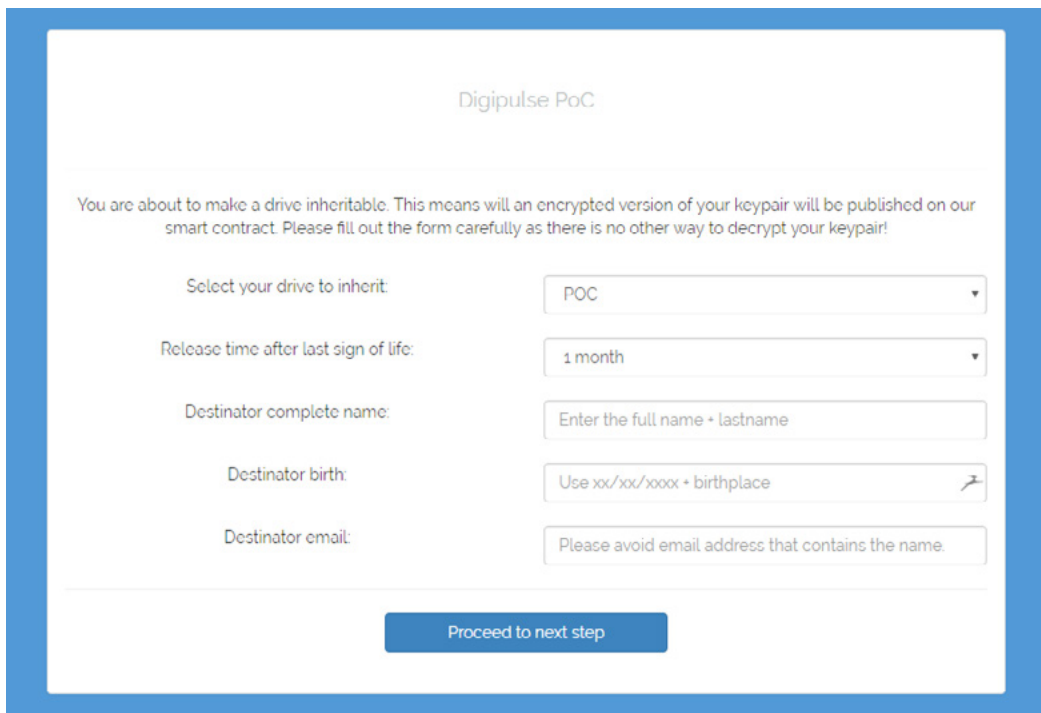 Digipulse PoC
You are about to make a drive inheritable. This means will an encrypted version of your keypair will be published on our
smart contract. Please fill out the form carefully as there is no other way to decrypt your keypair!
Select your drive to inherit:
POC
Release time after last sign of life:
1 month
Destinator complete name:
Enter the full name + lastname
Destinator birth:
Use xx/xx/xxxx + birthplace
Destinator email:
Please avoid email address that contains the name.
Proceed to next step